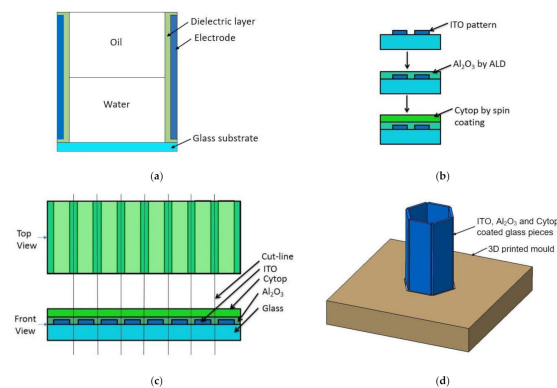 Dielectric layer
Electrode
Oil
Water
Glass substrate
(a)
ITO pattern
Al₂O₃ by ALD
Cytop by spin
coating
(b)
Top
View
Cut-line
ITO
Cytop
Al₂O₃
Glass
Front
View
(c)
ITO, Al₂O₃ and Cytop
coated glass pieces
3D printed mould
(d)